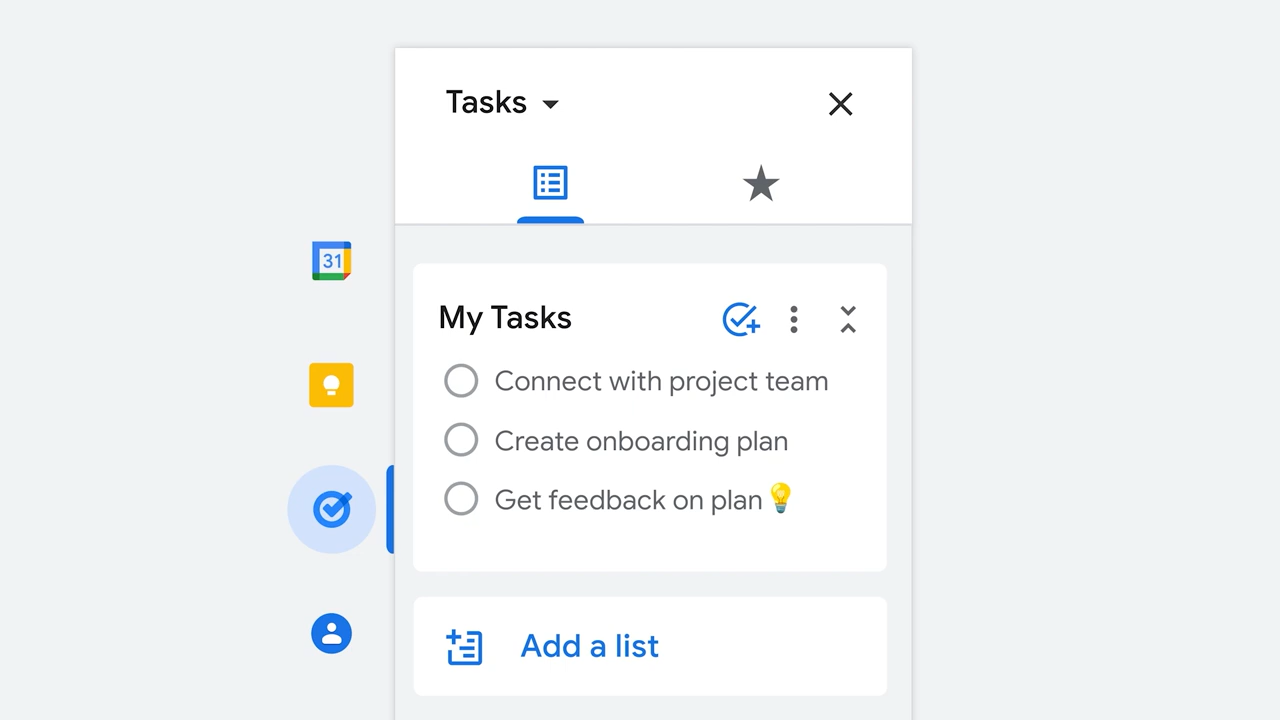 Tasks
31
My Tasks
Connect with project team
Create onboarding plan
Get feedback on plan💡
Add a list